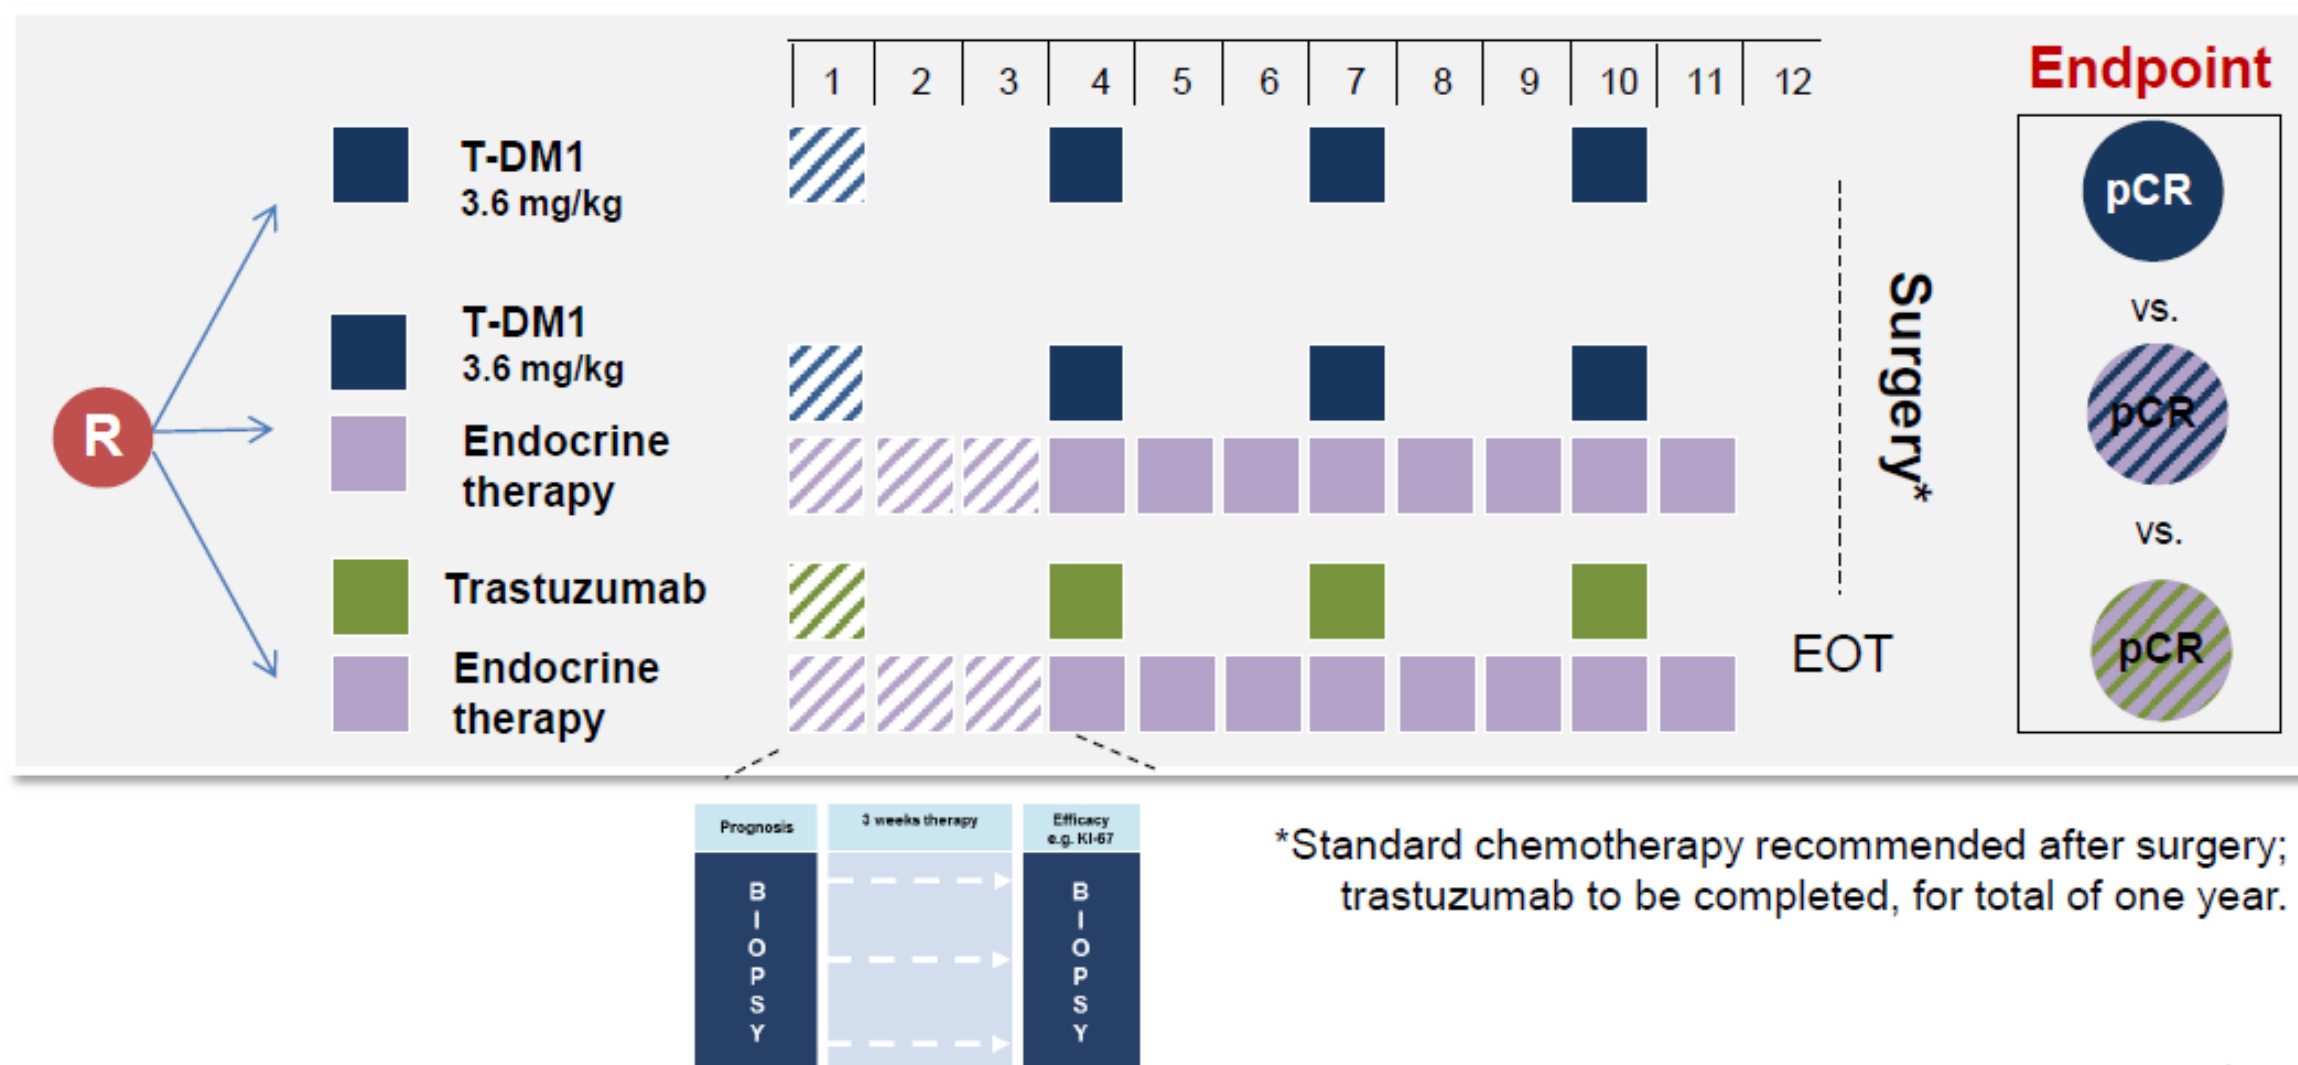 1 2 3 4 5 6 7 8 9 10 11 12
Endpoint
T-DM1
3.6 mg/kg
pCR
vs.
T-DM1
3.6 mg/kg
R
Endocrine
therapy
pCR
Surgery*
vs.
Trastuzumab
Endocrine
therapy
EOT
pCR
Prognosis
3 weeks therapy
Efficacy
e.g. KI-67
BIOPSY
BIOPSY
*Standard chemotherapy recommended after surgery;
trastuzumab to be completed, for total of one year.